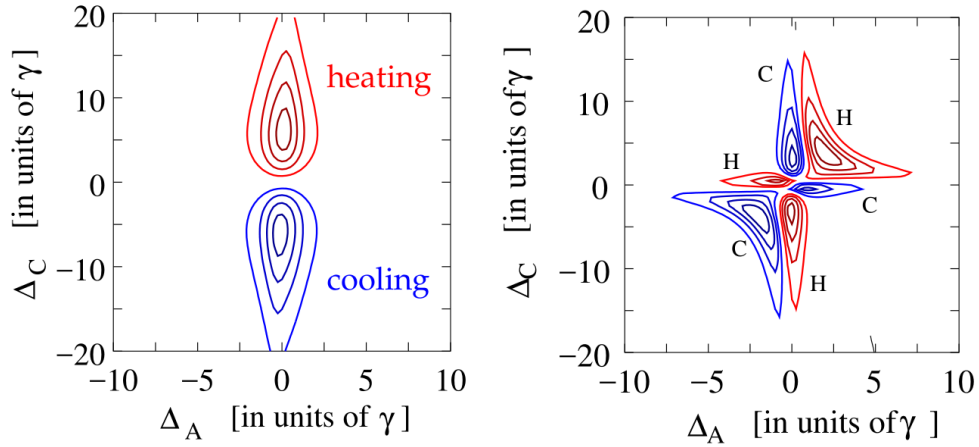 20
10
0
−10
−20
Δ_C [in units of γ]
heating
cooling
−10 −5 0 5 10
Δ_A [in units of γ]
20
10
0
−10
−20
Δ_C [in units of γ]
C
H
H
C
C
H
−10 −5 0 5 10
Δ_A [in units of γ]